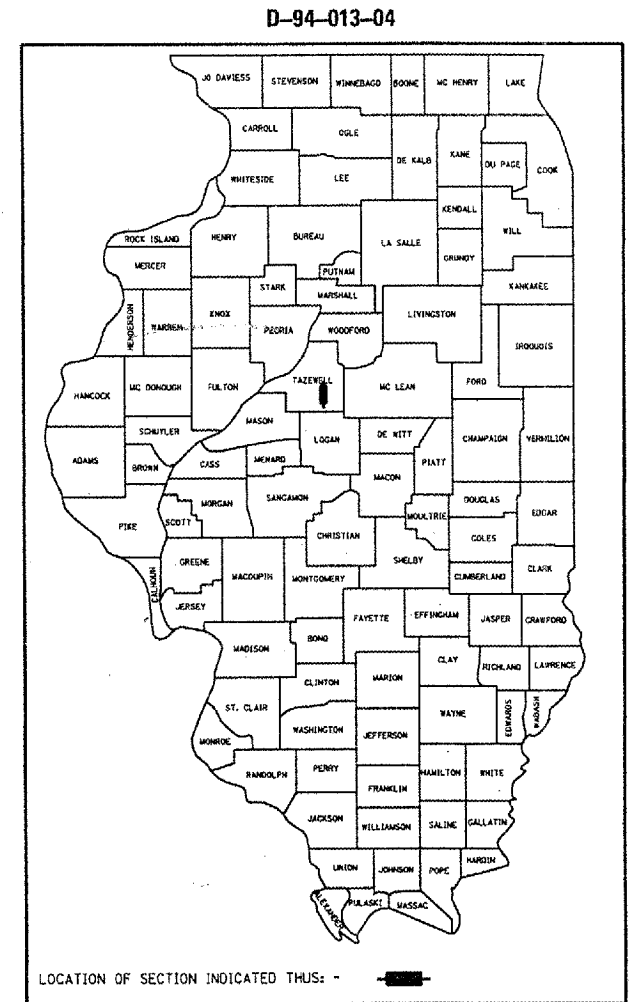 D-94-013-04
JO DAVIESS STEVENSON WINNEBAGO BOONE MC HENRY LAKE
CARROLL OGLE DE KALB KANE DU PAGE COOK
WHITESIDE LEE
KENDALL
ROCK ISLAND HENRY BUREAU LA SALLE GRUNDY WILL
MERCER PUTNAM
STARK MARSHALL KANKAKEE
HENDERSON WARREN KNOX PEORIA WOODFORD LIVINGSTON IROQUOIS
HANCOCK MC DONOUGH FULTON TAZEWELL MC LEAN FORD
SCHUYLER MASON LOGAN DE WITT CHAMPAIGN VERMILION
ADAMS BROWN CASS MENARD MACON PIATT
PIKE SCOTT MORGAN SANGAMON CHRISTIAN MOULTRIE DOUGLAS EDGAR
COLES
CALHOUN GREENE MACOUPIN MONTGOMERY SHELBY CUMBERLAND CLARK
JERSEY FAYETTE EFFINGHAM JASPER CRAWFORD
MADISON BOND CLAY RICHLAND LAWRENCE
CLINTON MARION
ST. CLAIR WAYNE EDWARDS WABASH
MONROE WASHINGTON JEFFERSON
RANDOLPH PERRY HAMILTON WHITE
FRANKLIN
JACKSON WILLIAMSON SALINE GALLATIN
UNION JOHNSON POPE HARDIN
ALEXANDER PULASKI MASSAC
LOCATION OF SECTION INDICATED THUS: -